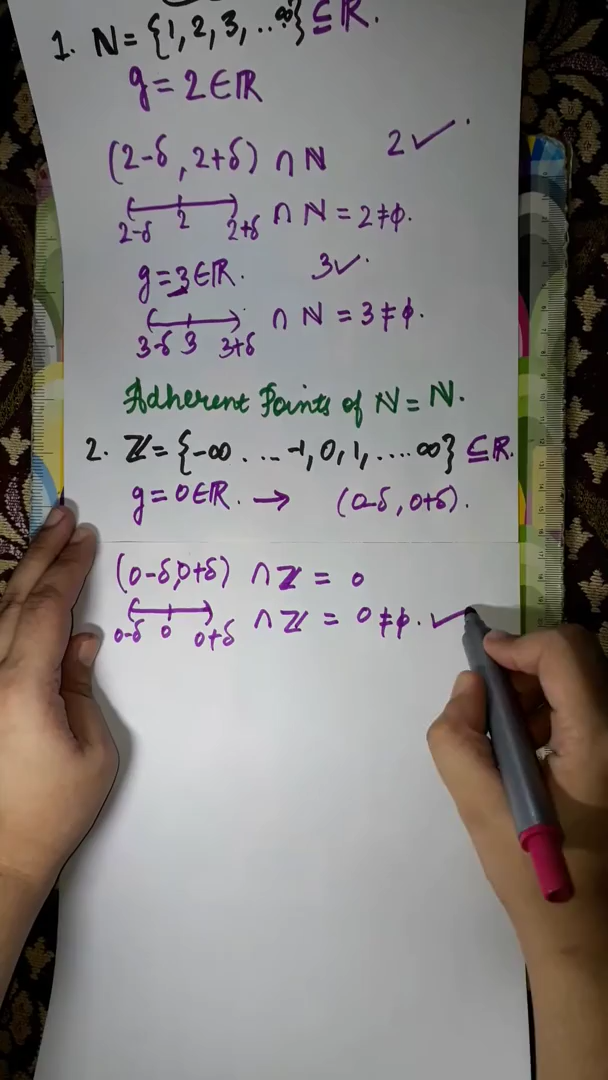 1. N = {1, 2, 3, ..∞} ⊆ ℝ.
g = 2 ∈ ℝ
(2-δ, 2+δ) ∩ N 2 ✓.
2-δ 2 2+δ ∩ N = 2 ≠ ϕ.
g = 3 ∈ ℝ. 3 ✓.
3-δ 3 3+δ ∩ N = 3 ≠ ϕ.
Adherent Points of N = N.
2. ℤ = {-∞ ... -1, 0, 1, .... ∞} ⊆ ℝ.
g = 0 ∈ ℝ. → (0-δ, 0+δ).
(0-δ, 0+δ) ∩ ℤ = 0
0-δ 0 0+δ ∩ ℤ = 0 ≠ ϕ. ✓